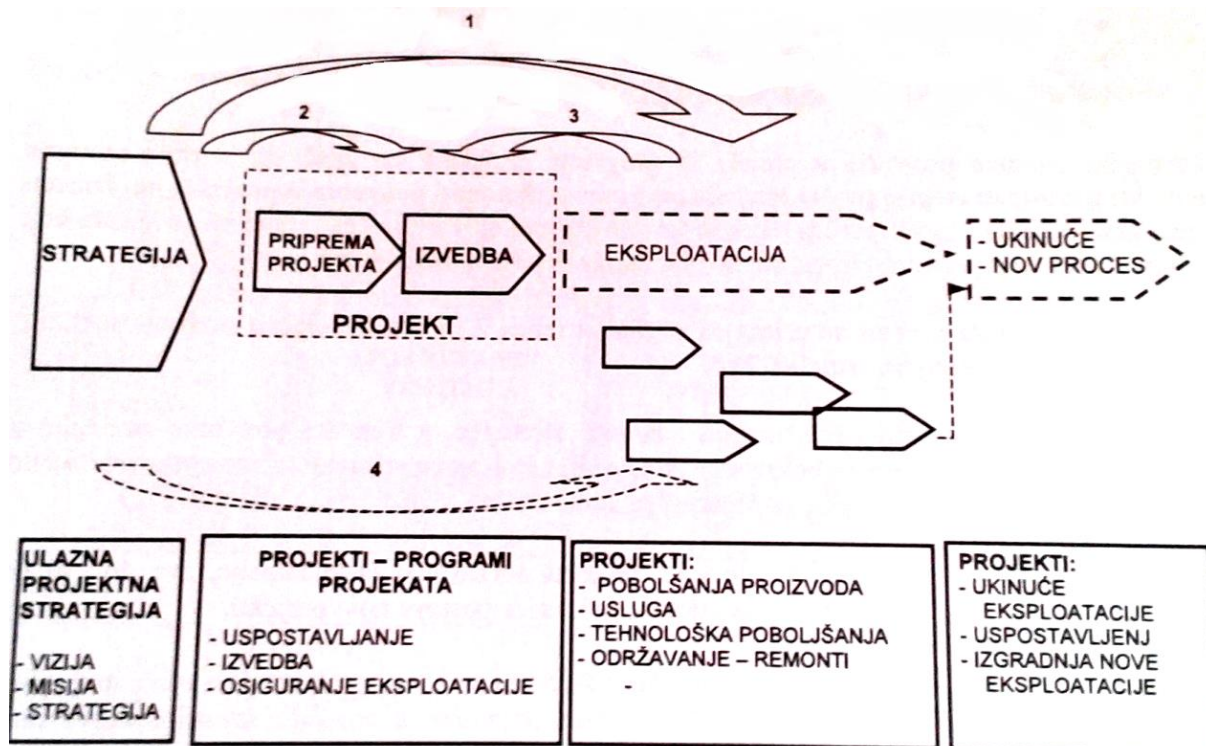 1
2
3
STRATEGIJA
PRIPREMA
PROJEKTA
IZVEDBA
PROJEKT
EKSPLOATACIJA
- UKINUĆE
- NOV PROCES
4
ULAZNA
PROJEKTNA
STRATEGIJA
- VIZIJA
- MISIJA
- STRATEGIJA
PROJEKTI – PROGRAMI
PROJEKATA
- USPOSTAVLJANJE
- IZVEDBA
- OSIGURANJE EKSPLOATACIJE
PROJEKTI:
- POBOLŠANJA PROIZVODA
- USLUGA
- TEHNOLOŠKA POBOLJŠANJA
- ODRŽAVANJE – REMONTI
-
PROJEKTI:
- UKINUĆE
EKSPLOATACIJE
- USPOSTAVLJENJ
- IZGRADNJA NOVE
EKSPLOATACIJE